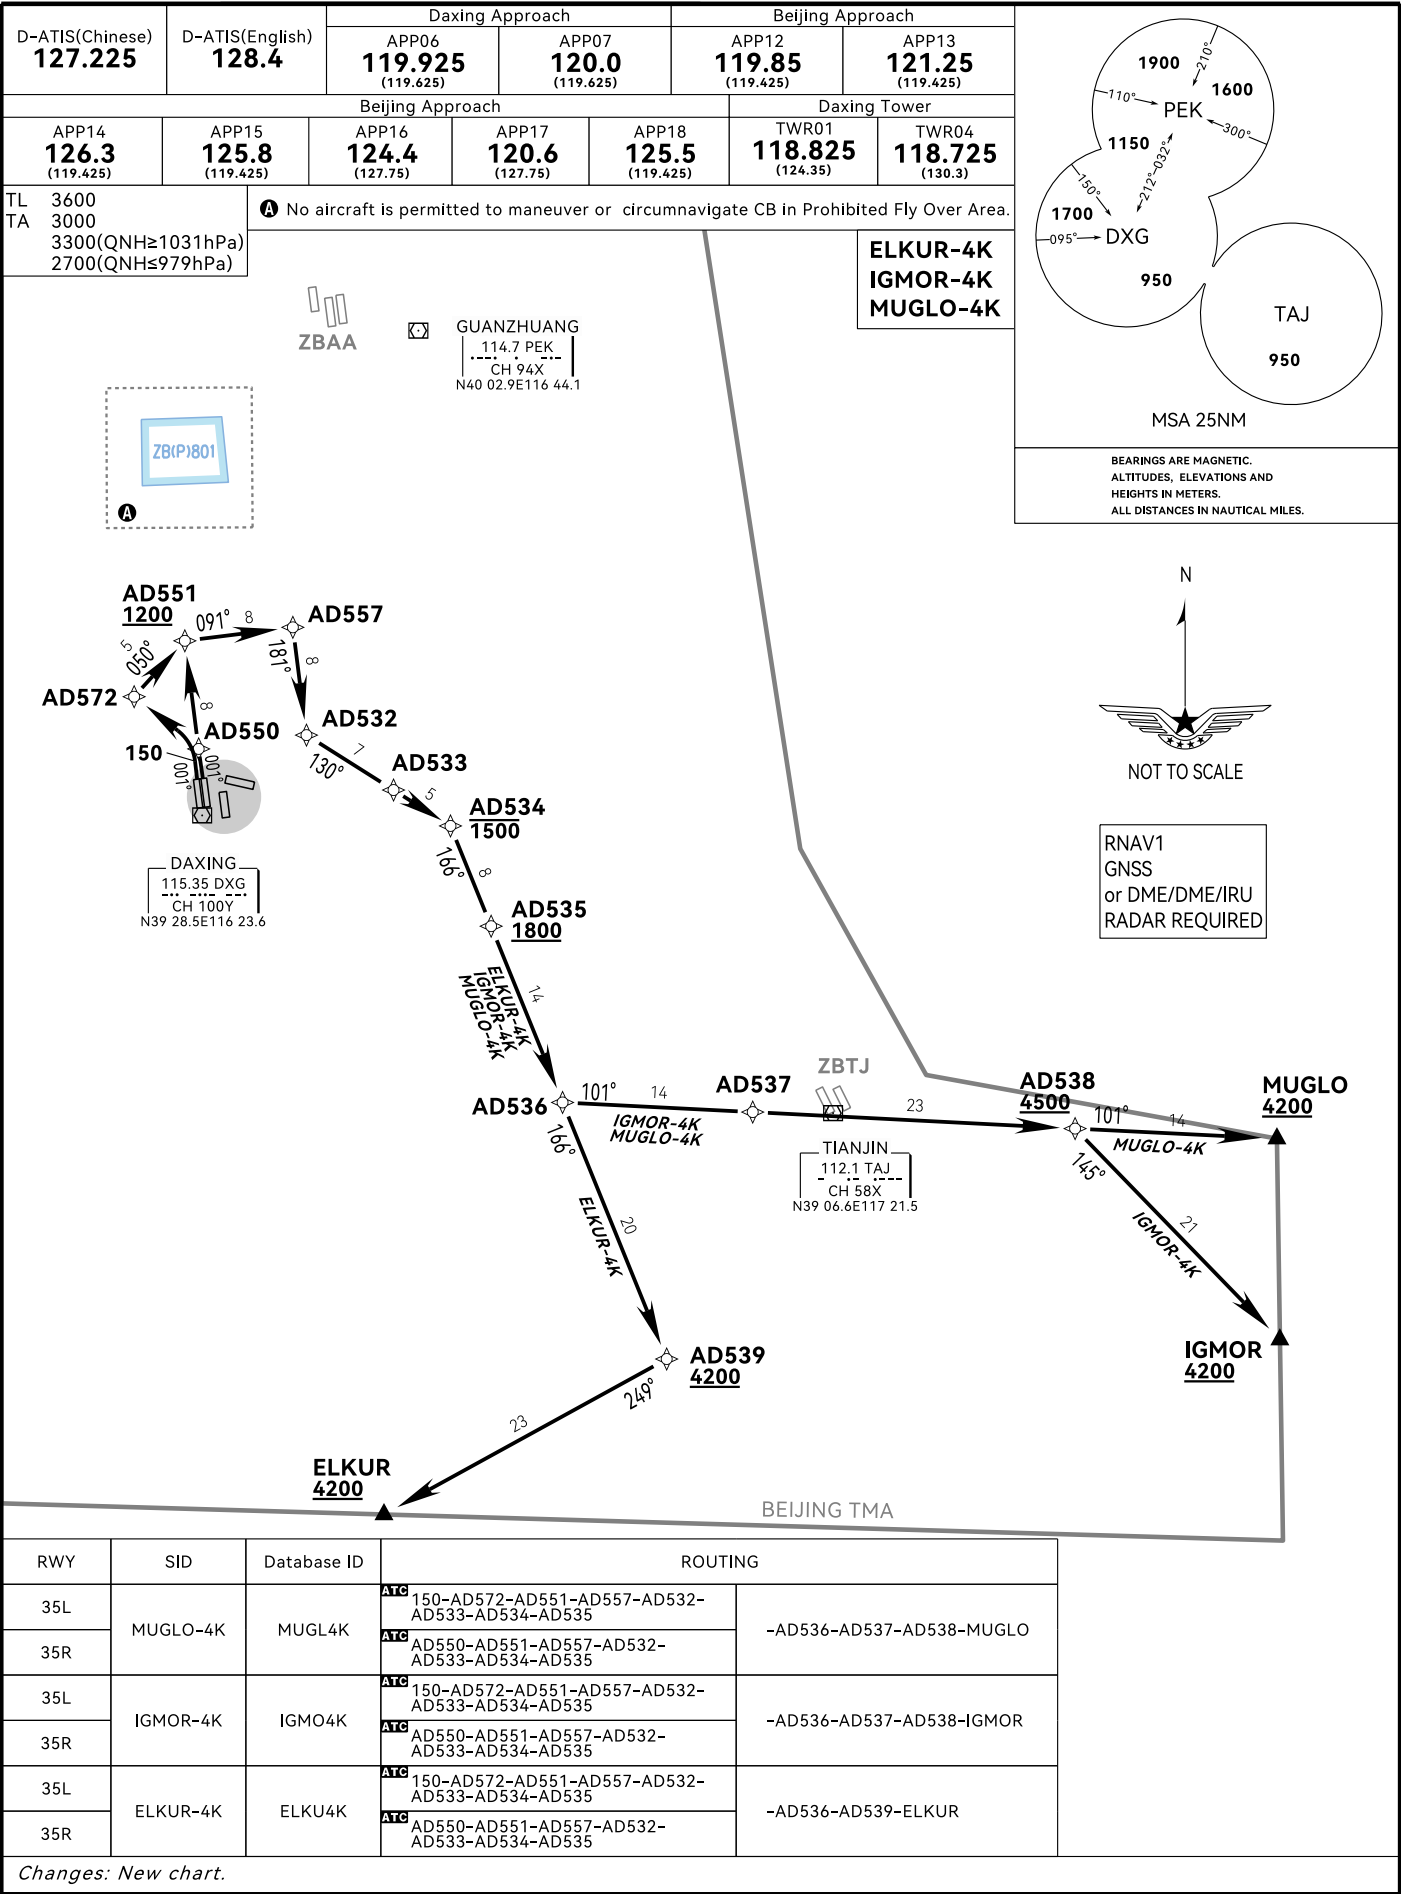 D-ATIS(Chinese)
127.225
D-ATIS(English)
128.4
Daxing Approach
APP06
119.925
(119.625)
APP07
120.0
(119.625)
Beijing Approach
APP12
119.85
(119.425)
APP13
121.25
(119.425)
Beijing Approach
APP14
126.3
(119.425)
APP15
125.8
(119.425)
APP16
124.4
(127.75)
APP17
120.6
(127.75)
APP18
125.5
(119.425)
Daxing Tower
TWR01
118.825
(124.35)
TWR04
118.725
(130.3)
TL 3600
TA 3000
3300(QNH≥1031hPa)
2700(QNH≤979hPa)
A No aircraft is permitted to maneuver or circumnavigate CB in Prohibited Fly Over Area.
ELKUR-4K
IGMOR-4K
MUGLO-4K
1900
210°
1600
110°
PEK
300°
1150
212°-032°
150°
1700
095°
DXG
950
TAJ
950
MSA 25NM
BEARINGS ARE MAGNETIC.
ALTITUDES, ELEVATIONS AND
HEIGHTS IN METERS.
ALL DISTANCES IN NAUTICAL MILES.
ZBAA
GUANZHUANG
114.7 PEK
CH 94X
N40 02.9E116 44.1
ZB(P)801
A
N
NOT TO SCALE
RNAV1
GNSS
or DME/DME/IRU
RADAR REQUIRED
AD551
1200
091°
8
AD557
5
050°
181°
8
AD572
8
AD550
150
001°
001°
AD532
7
130°
AD533
5
AD534
1500
166°
8
DAXING
115.35 DXG
CH 100Y
N39 28.5E116 23.6
AD535
1800
ELKUR-4K
IGMOR-4K
MUGLO-4K
14
AD536
101°
14
IGMOR-4K
MUGLO-4K
AD537
ZBTJ
23
AD538
4500
101°
14
MUGLO-4K
MUGLO
4200
TIANJIN
112.1 TAJ
CH 58X
N39 06.6E117 21.5
145°
21
IGMOR-4K
IGMOR
4200
166°
20
ELKUR-4K
AD539
4200
249°
23
ELKUR
4200
BEIJING TMA
RWY
SID
Database ID
ROUTING
35L
MUGLO-4K
MUGL4K
ATC 150-AD572-AD551-AD557-AD532-
AD533-AD534-AD535
-AD536-AD537-AD538-MUGLO
35R
ATC AD550-AD551-AD557-AD532-
AD533-AD534-AD535
35L
IGMOR-4K
IGMO4K
ATC 150-AD572-AD551-AD557-AD532-
AD533-AD534-AD535
-AD536-AD537-AD538-IGMOR
35R
ATC AD550-AD551-AD557-AD532-
AD533-AD534-AD535
35L
ELKUR-4K
ELKU4K
ATC 150-AD572-AD551-AD557-AD532-
AD533-AD534-AD535
-AD536-AD539-ELKUR
35R
ATC AD550-AD551-AD557-AD532-
AD533-AD534-AD535
Changes: New chart.